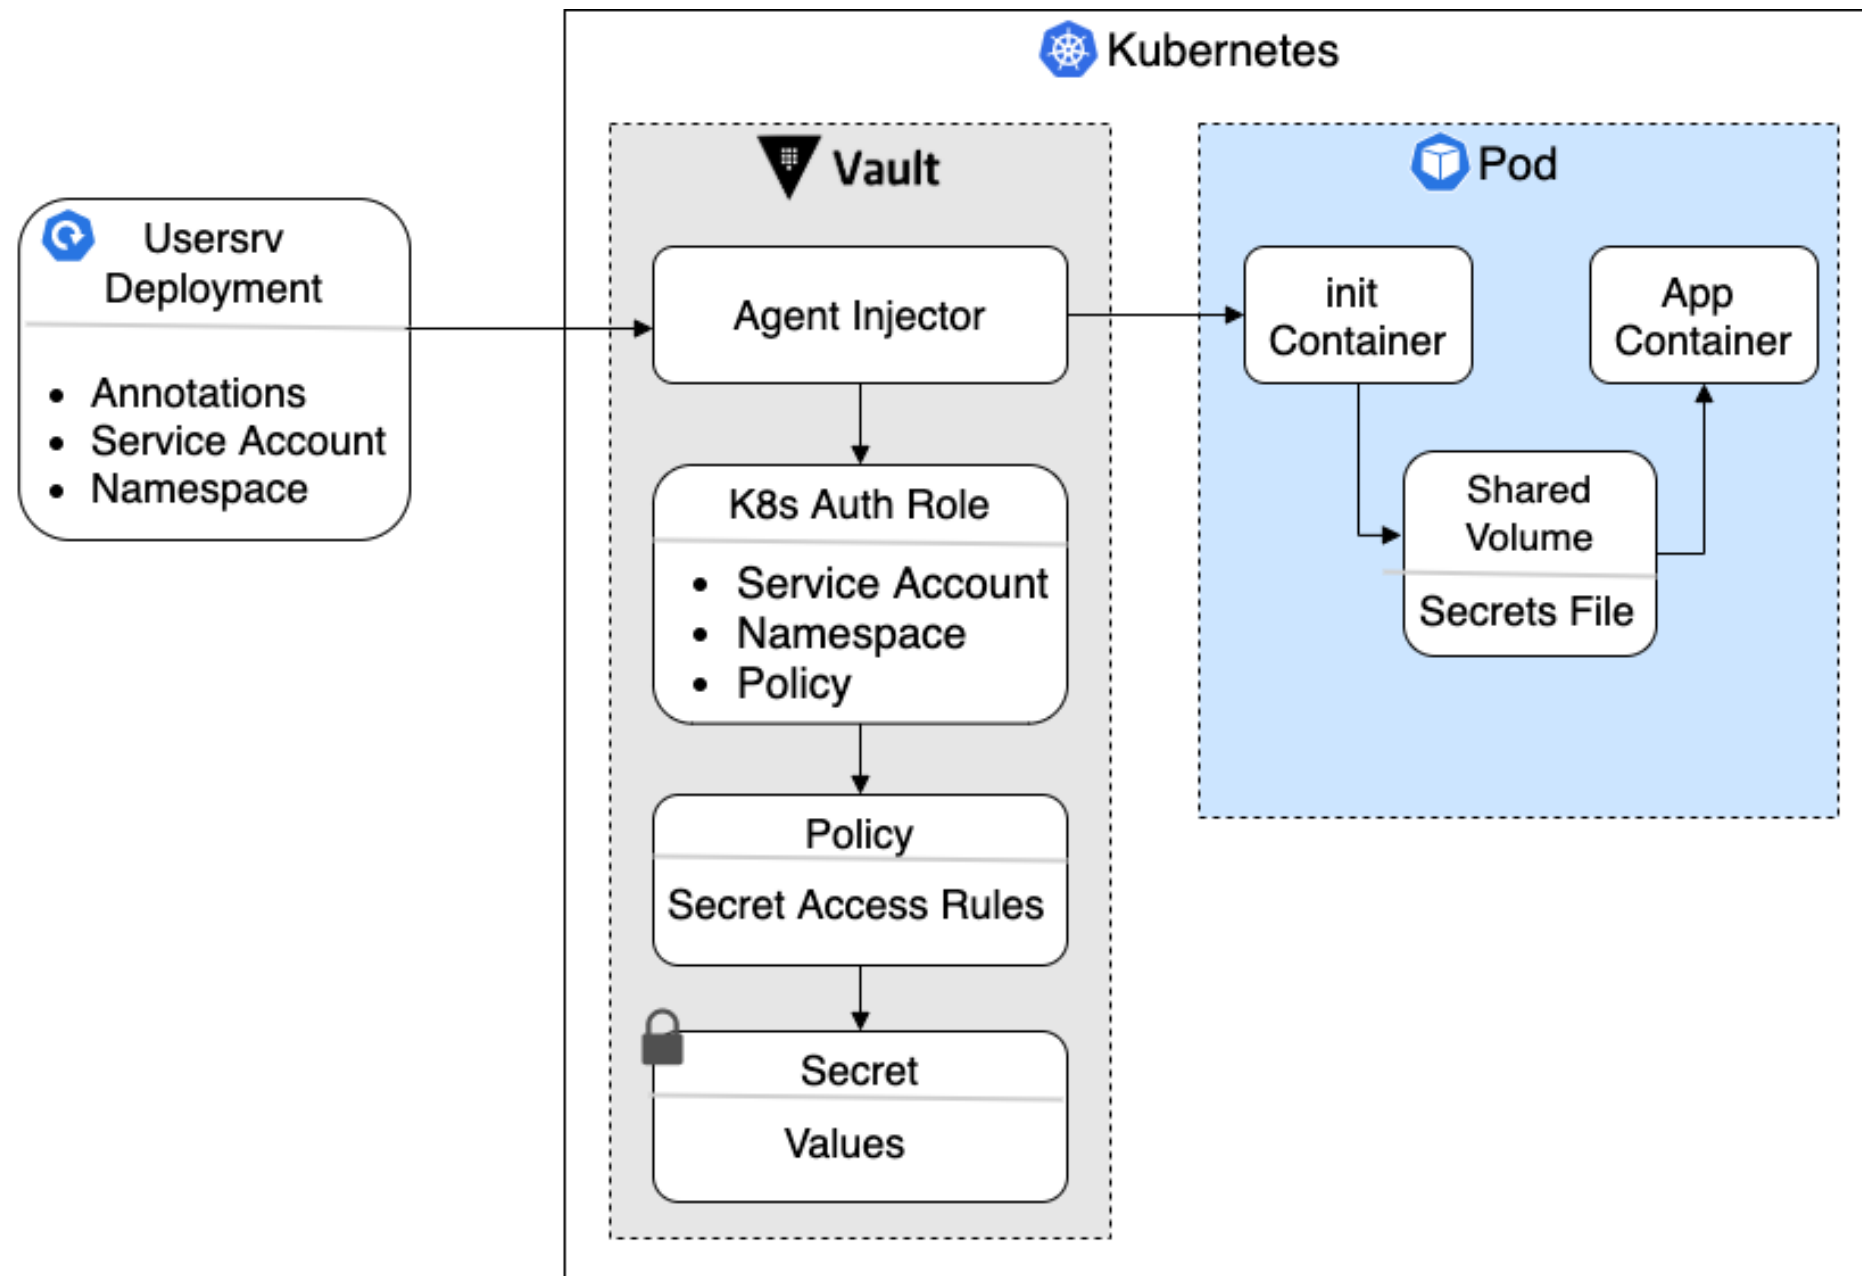 Kubernetes
Usersrv
Deployment
• Annotations
• Service Account
• Namespace
Vault
Agent Injector
K8s Auth Role
• Service Account
• Namespace
• Policy
Policy
Secret Access Rules
Secret
Values
Pod
init
Container
App
Container
Shared
Volume
Secrets File